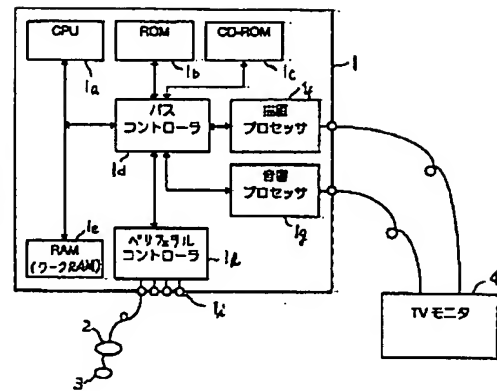 CPU
ROM
CD-ROM
1
1a
1b
1c
バス
コントローラ
1d
描画
プロセッサ
1f
音響
プロセッサ
1g
1e
RAM
(ワークRAM)
ペリフェラル
コントローラ
1h
1i
2
3
4
TVモニタ